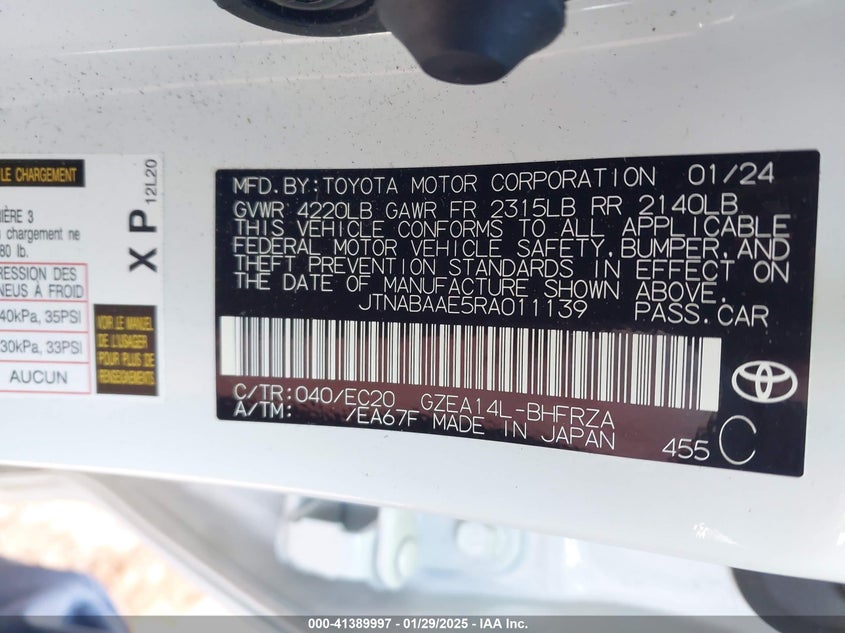 LE CHARGEMENT
IÈRE 3
u chargement ne
80 lb.
RESSION DES
NEUS À FROID
40kPa, 35PSI
30kPa, 33PSI
AUCUN
VOIR LE MANUEL
DE L'USAGER
POUR PLUS DE
RENSEIGNEMENTS
X P
12L20
MFD. BY: TOYOTA MOTOR CORPORATION 01/24
GVWR 4220LB GAWR FR 2315LB RR 2140LB
THIS VEHICLE CONFORMS TO ALL APPLICABLE
FEDERAL MOTOR VEHICLE SAFETY, BUMPER, AND
THEFT PREVENTION STANDARDS IN EFFECT ON
THE DATE OF MANUFACTURE SHOWN ABOVE.
JTNABAAE5RA011139 PASS. CAR
C/TR: 040/EC20 GZEA14L-BHFRZA
A/TM: /EA67F MADE IN JAPAN
455 C
000-41389997 - 01/29/2025 - IAA Inc.